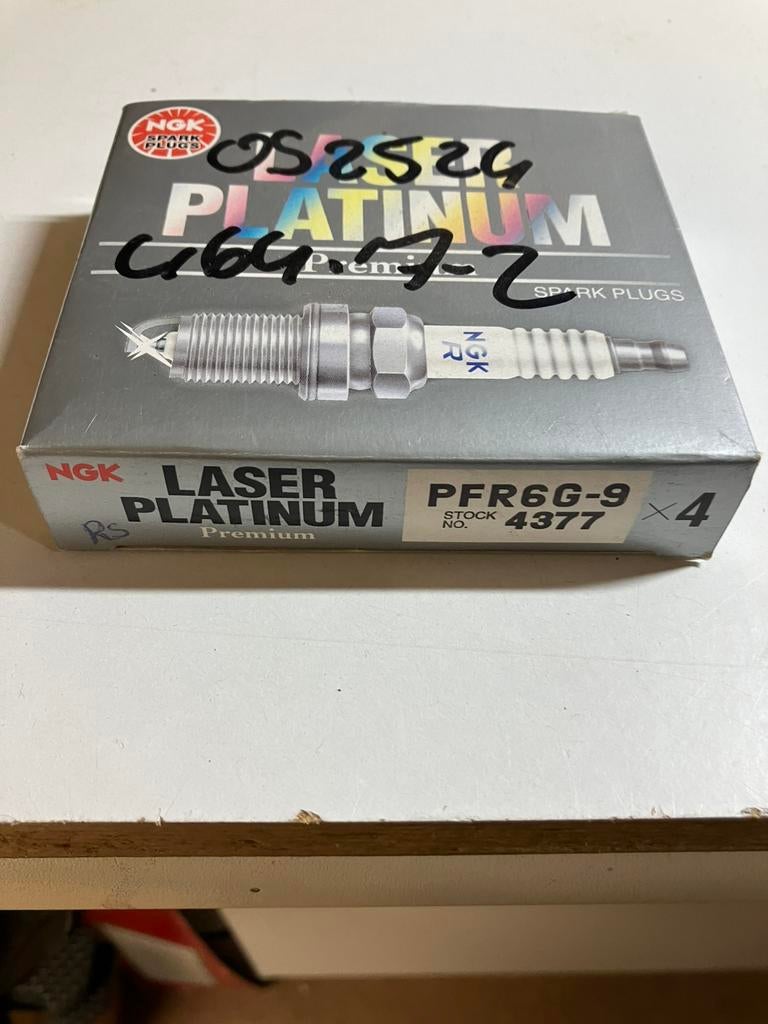 NGK
SPARK
PLUGS
052524
LASER
PLATINUM
464.7-2
Premium
SPARK PLUGS
NGK
R
NGK
LASER
PLATINUM
Premium
RS
PFR6G-9
STOCK NO. 4377
×4